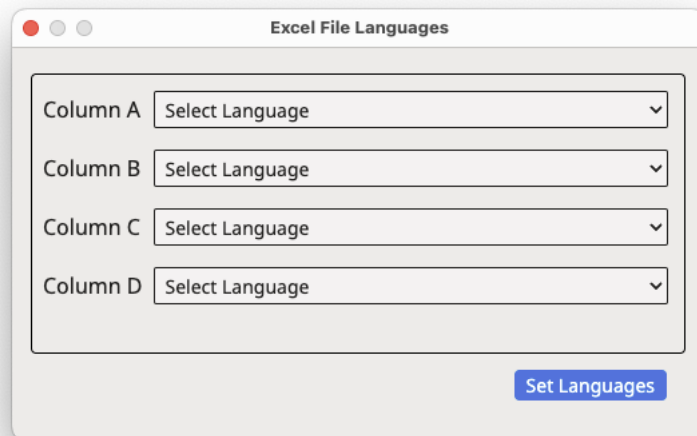 Excel File Languages
Column A Select Language
Column B Select Language
Column C Select Language
Column D Select Language
Set Languages